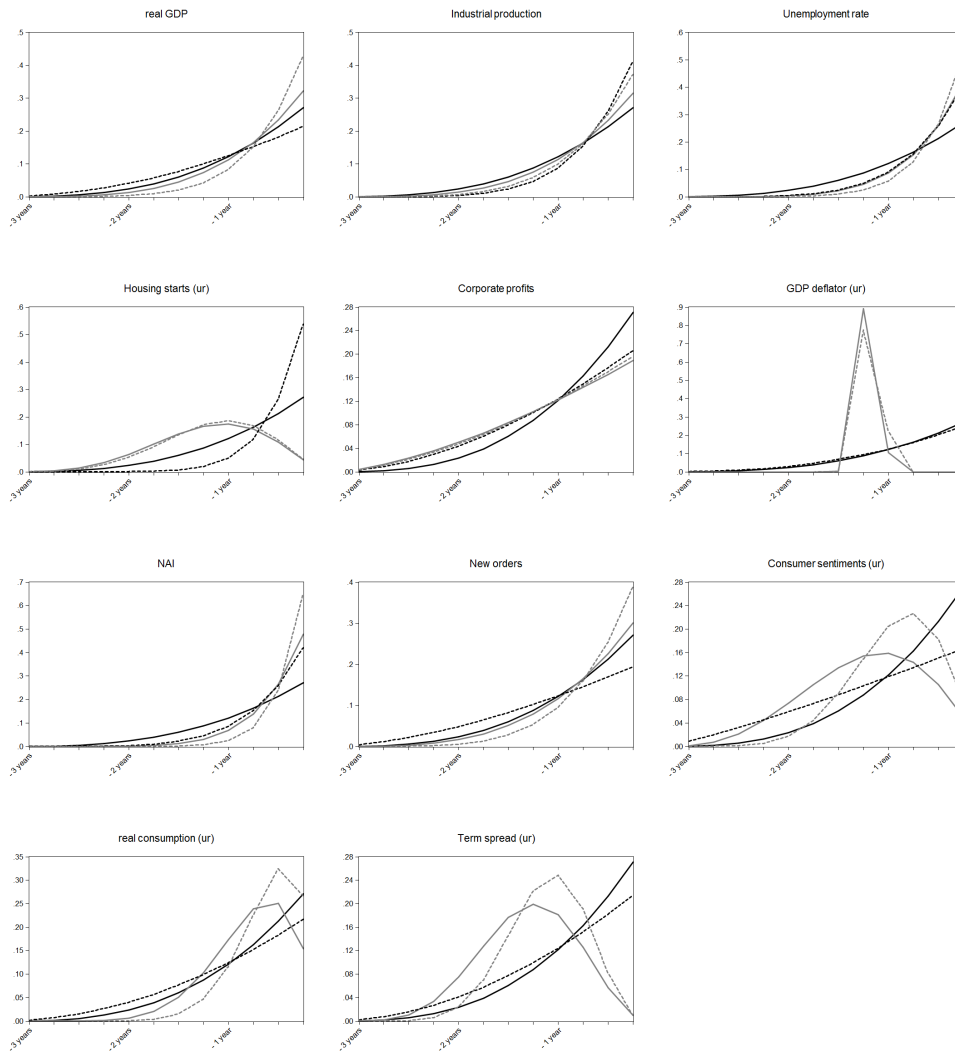 real GDP
.5
.4
.3
.2
.1
.0
- 3 years
- 2 years
- 1 year
Industrial production
.5
.4
.3
.2
.1
.0
- 3 years
- 2 years
- 1 year
Unemployment rate
.6
.5
.4
.3
.2
.1
.0
- 3 years
- 2 years
- 1 year
Housing starts (ur)
.6
.5
.4
.3
.2
.1
.0
- 3 years
- 2 years
- 1 year
Corporate profits
.28
.24
.20
.16
.12
.08
.04
.00
- 3 years
- 2 years
- 1 year
GDP deflator (ur)
.9
.8
.7
.6
.5
.4
.3
.2
.1
.0
- 3 years
- 2 years
- 1 year
NAI
.7
.6
.5
.4
.3
.2
.1
.0
- 3 years
- 2 years
- 1 year
New orders
.4
.3
.2
.1
.0
- 3 years
- 2 years
- 1 year
Consumer sentiments (ur)
.28
.24
.20
.16
.12
.08
.04
.00
- 3 years
- 2 years
- 1 year
real consumption (ur)
.35
.30
.25
.20
.15
.10
.05
.00
- 3 years
- 2 years
- 1 year
Term spread (ur)
.28
.24
.20
.16
.12
.08
.04
.00
- 3 years
- 2 years
- 1 year